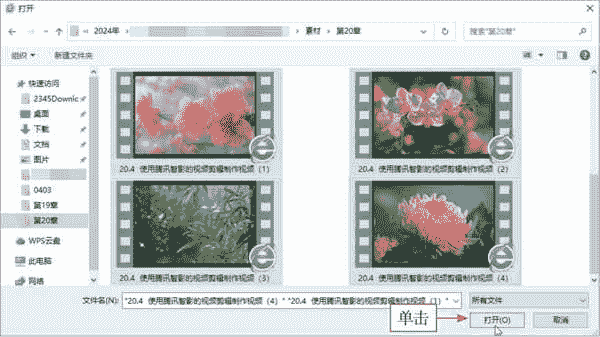 打开
2024年 › 素材 › 第20章
搜索"第20章"
组织 新建文件夹
快速访问
2345Downlc
桌面
下载
文档
图片
0403
第19章
第20章
WPS云盘
此电脑
网络
20.4 使用腾讯智影的视频剪辑制作视频（1）
20.4 使用腾讯智影的视频剪辑制作视频（2）
20.4 使用腾讯智影的视频剪辑制作视频（3）
20.4 使用腾讯智影的视频剪辑制作视频（4）
文件名(N): "20.4 使用腾讯智影的视频剪辑制作视频（4）" "20.4 使用腾讯智影的视频剪辑制作视频（1）"
所有文件
单击
打开(O)
取消